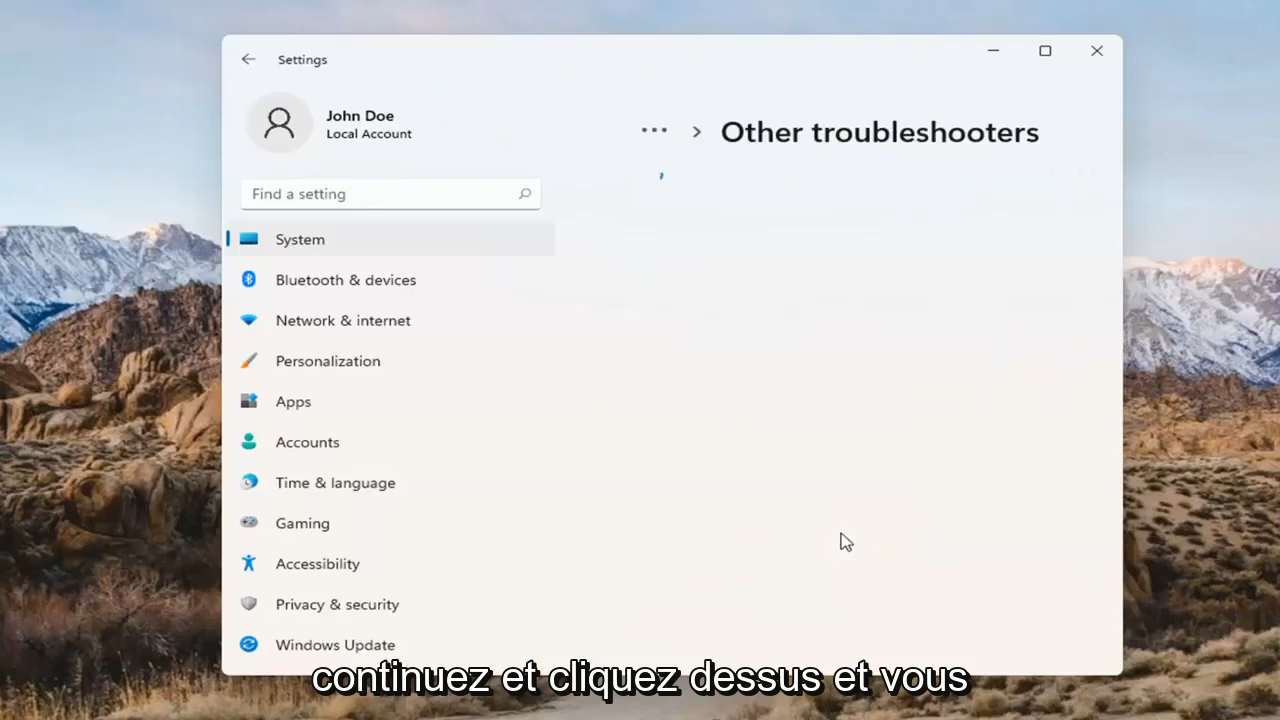 Settings
John Doe
Local Account
... > Other troubleshooters
Find a setting
System
Bluetooth & devices
Network & internet
Personalization
Apps
Accounts
Time & language
Gaming
Accessibility
Privacy & security
Windows Update
continuez et cliquez dessus et vous